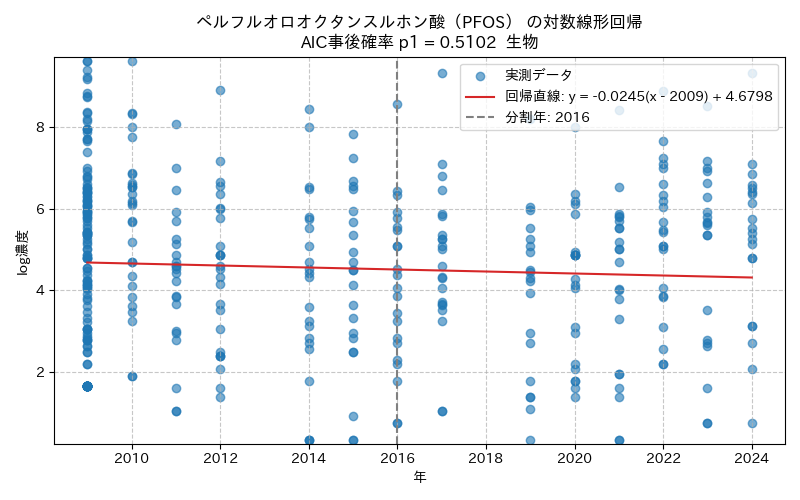 ペルフルオロオクタンスルホン酸（PFOS） の対数線形回帰
AIC事後確率 p1 = 0.5102  生物
実測データ
回帰直線: y = -0.0245(x - 2009) + 4.6798
分割年: 2016
log濃度
8
6
4
2
2010
2012
2014
2016
2018
2020
2022
2024
年